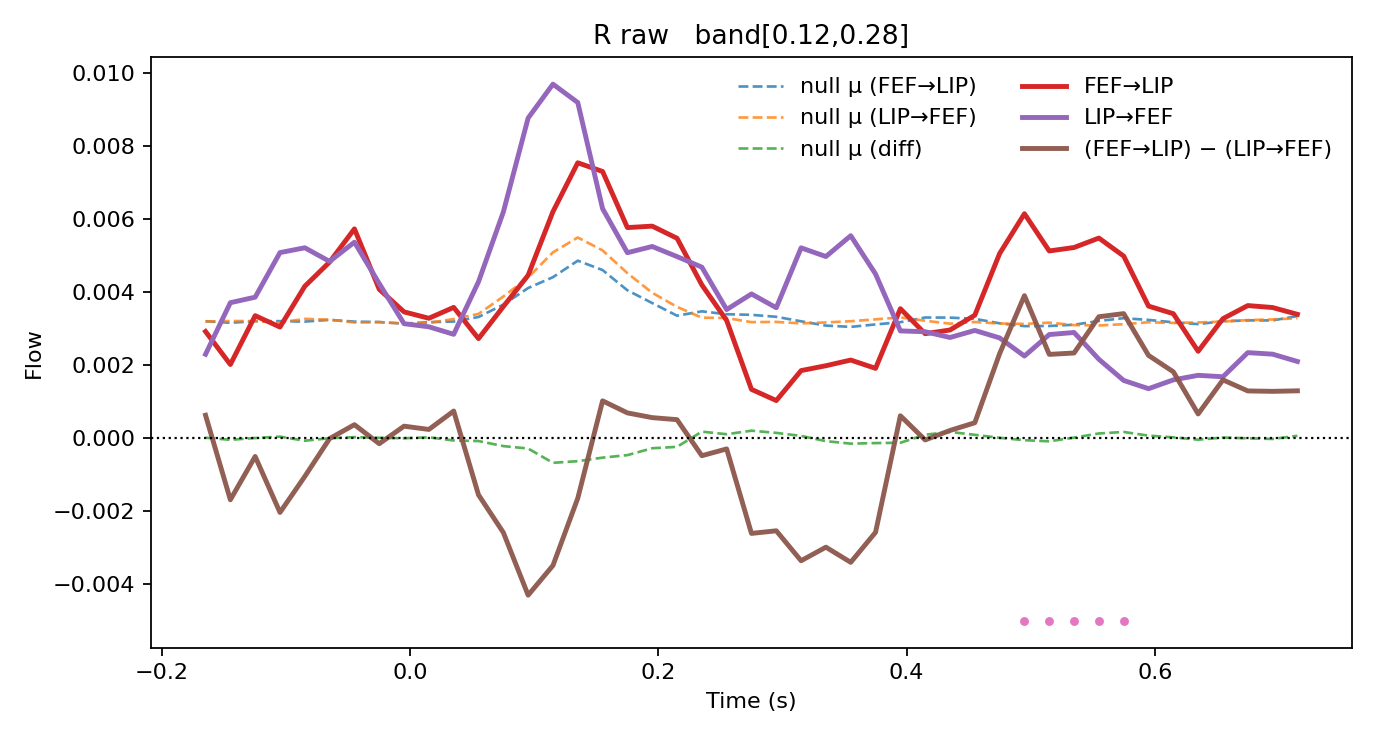 R raw   band[0.12,0.28]
null μ (FEF→LIP)
null μ (LIP→FEF)
null μ (diff)
FEF→LIP
LIP→FEF
(FEF→LIP) − (LIP→FEF)
Flow
0.010
0.008
0.006
0.004
0.002
0.000
−0.002
−0.004
−0.2
0.0
0.2
0.4
0.6
Time (s)